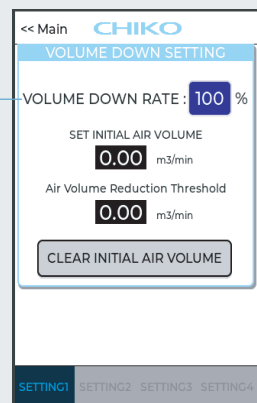 << Main CHIKO
VOLUME DOWN SETTING
VOLUME DOWN RATE : 100 %
SET INITIAL AIR VOLUME
0.00 m3/min
Air Volume Reduction Threshold
0.00 m3/min
CLEAR INITIAL AIR VOLUME
SETTING1 SETTING2 SETTING3 SETTING4